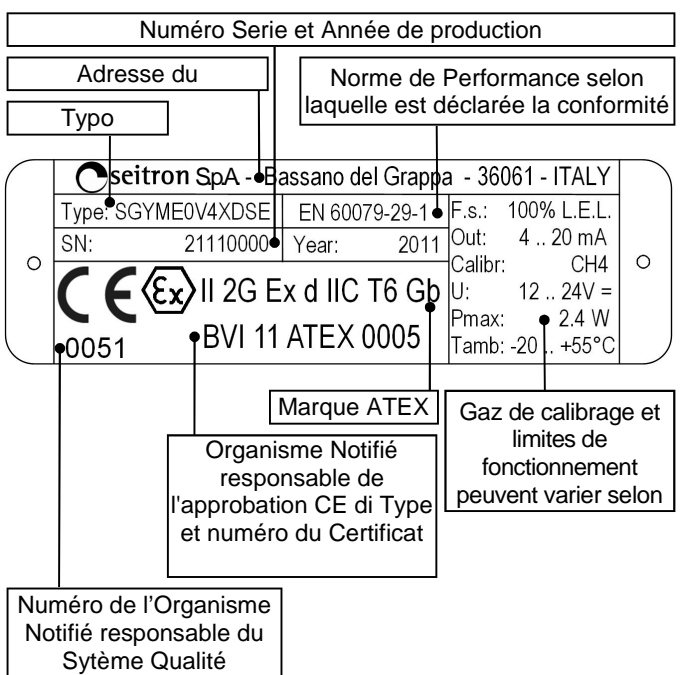 Numéro Serie et Année de production
Adresse du
Norme de Performance selon
laquelle est déclarée la conformité
Typo
seitron SpA - Bassano del Grappa - 36061 - ITALY
Type: SGYME0V4XDSE EN 60079-29-1
SN: 21110000 Year: 2011
F.s.: 100% L.E.L.
Out: 4 .. 20 mA
Calibr: CH4
U: 12 .. 24V =
Pmax: 2.4 W
Tamb: -20 .. +55°C
CE Ex II 2G Ex d IIC T6 Gb
0051 BVI 11 ATEX 0005
Marque ATEX
Organisme Notifié
responsable de
l'approbation CE di Type
et numéro du Certificat
Gaz de calibrage et
limites de
fonctionnement
peuvent varier selon
Numéro de l’Organisme
Notifié responsable du
Sytème Qualité